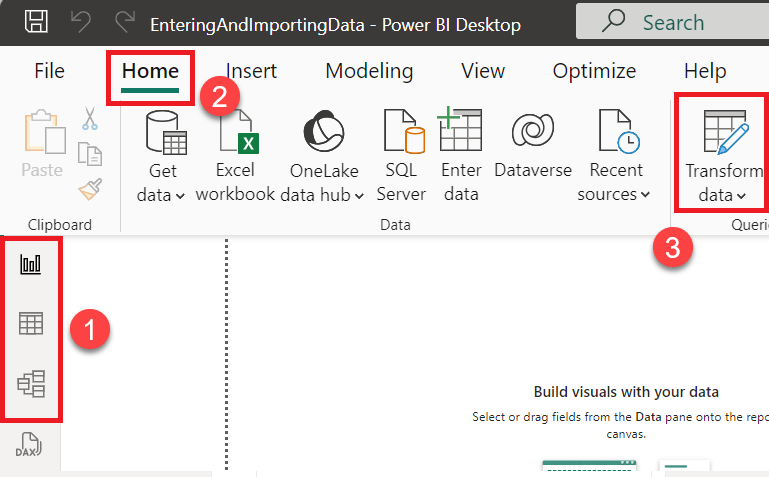 EnteringAndImportingData - Power BI Desktop
Search
File Home Insert Modeling View Optimize Help
2
Paste
Get data
Excel workbook
OneLake data hub
SQL Server
Enter data
Dataverse
Recent sources
Transform data
Clipboard
Data
Queri
3
1
DAX
Build visuals with your data
Select or drag fields from the Data pane onto the repo
canvas.